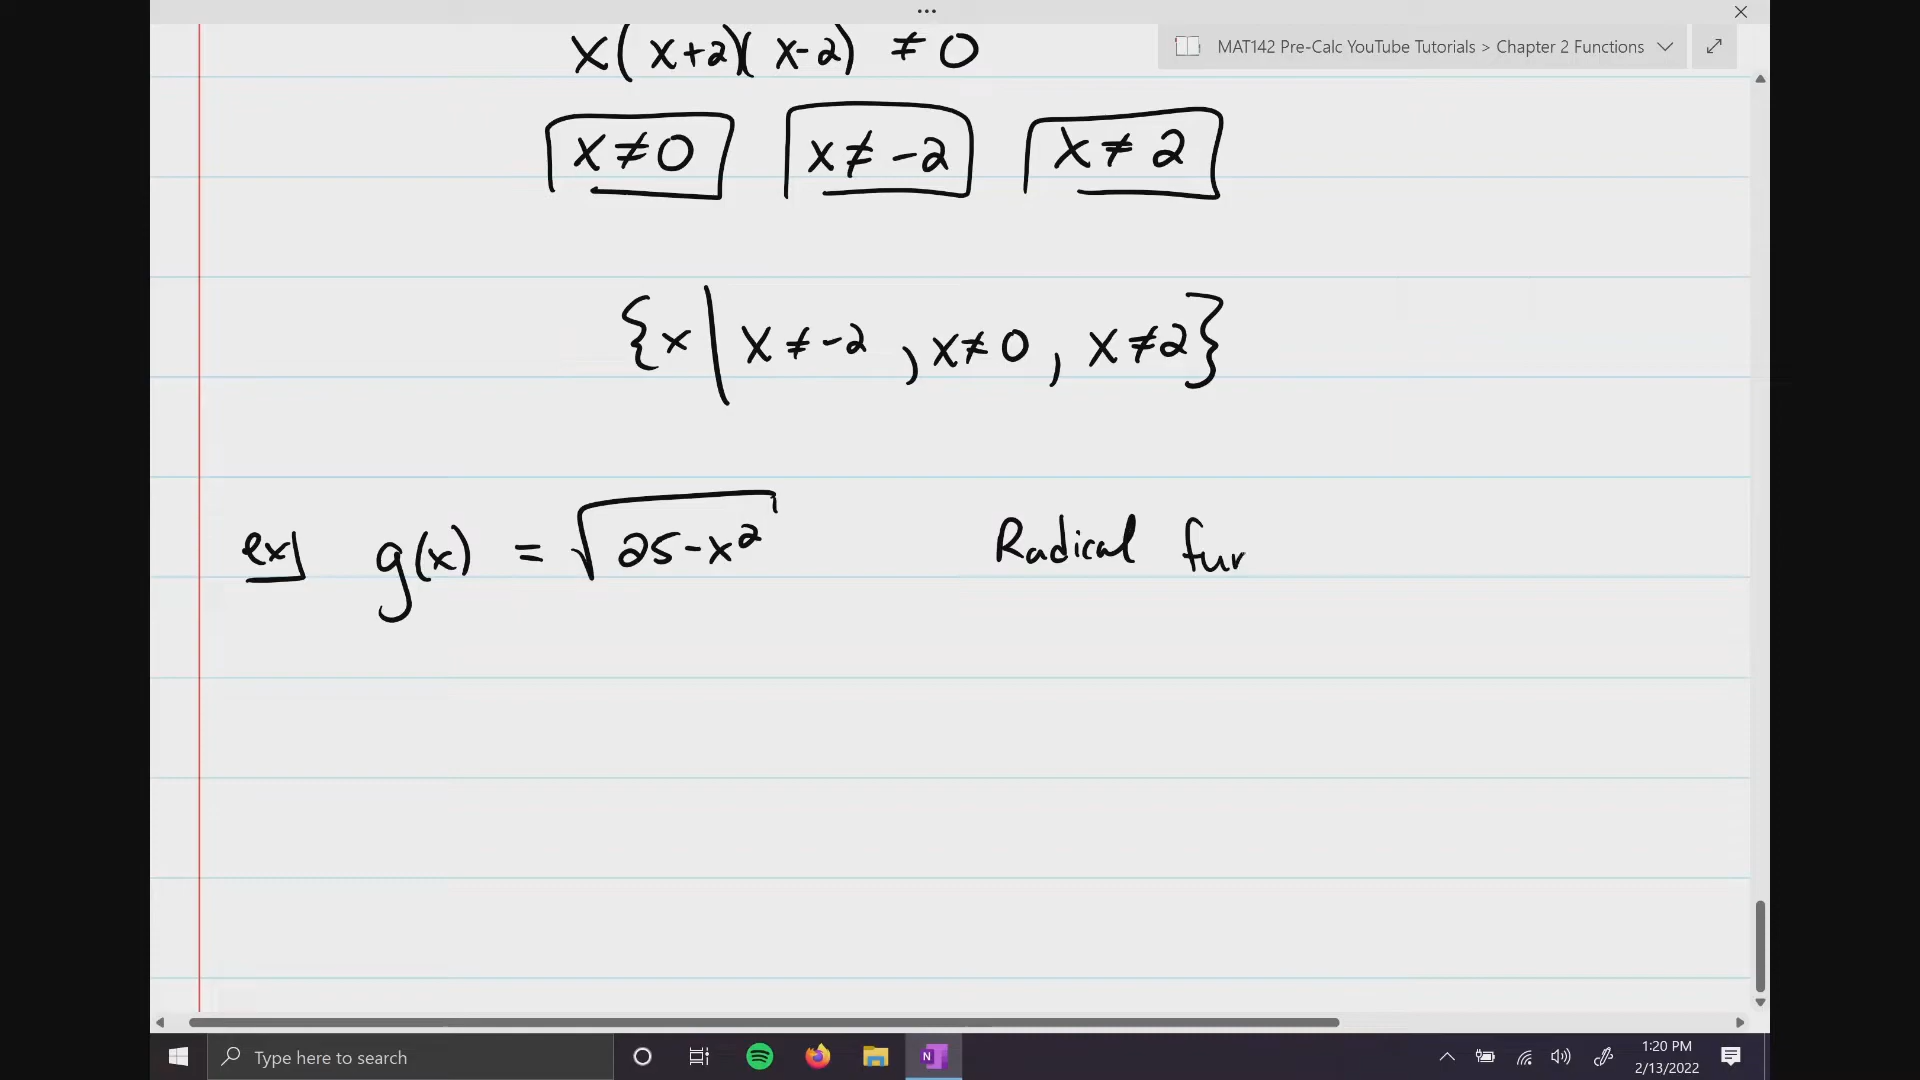 ...
x(x+2)(x-2) ≠ 0
MAT142 Pre-Calc YouTube Tutorials > Chapter 2 Functions
x≠0 x≠-2 x≠2
{x | x≠-2, x≠0, x≠2}
ex) g(x) = √25-x² Radical fun
Type here to search
N
1:20 PM
2/13/2022